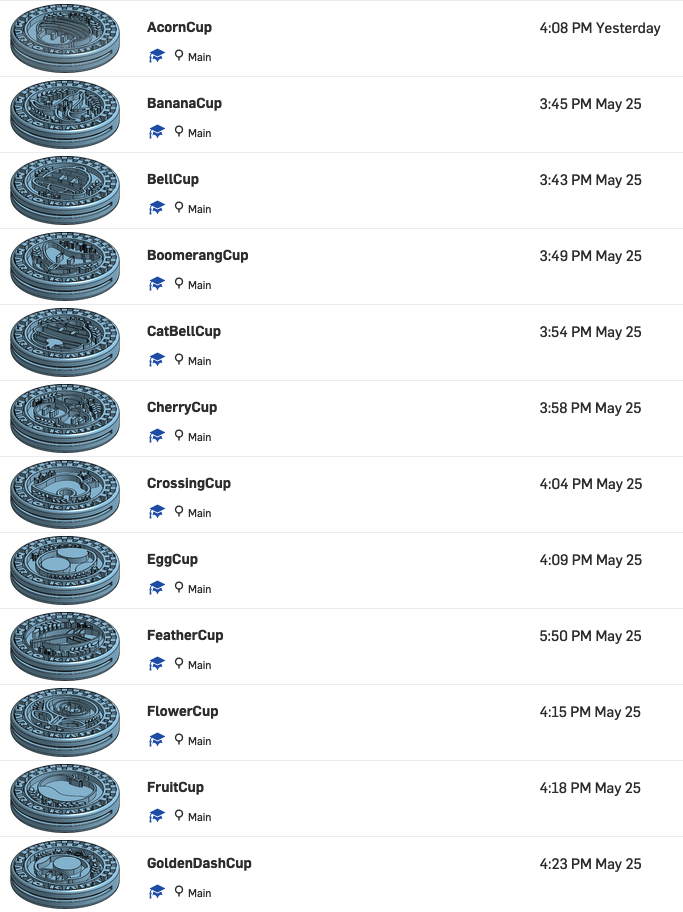 AcornCup 4:08 PM Yesterday
Main
BananaCup 3:45 PM May 25
Main
BellCup 3:43 PM May 25
Main
BoomerangCup 3:49 PM May 25
Main
CatBellCup 3:54 PM May 25
Main
CherryCup 3:58 PM May 25
Main
CrossingCup 4:04 PM May 25
Main
EggCup 4:09 PM May 25
Main
FeatherCup 5:50 PM May 25
Main
FlowerCup 4:15 PM May 25
Main
FruitCup 4:18 PM May 25
Main
GoldenDashCup 4:23 PM May 25
Main